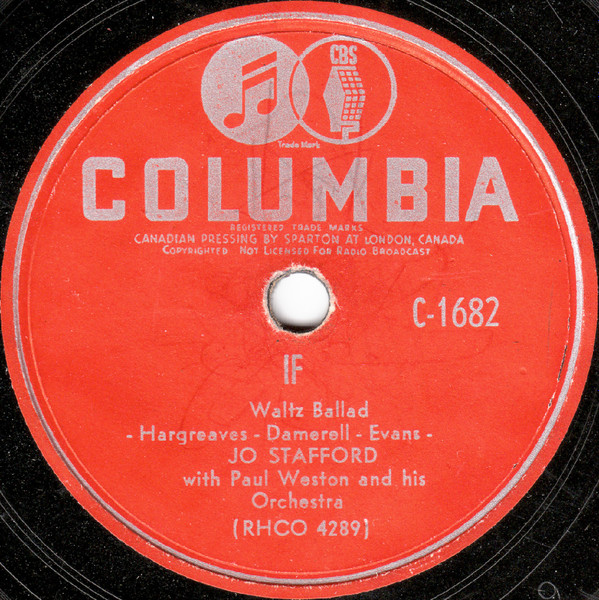 CBS
Trade Mark
COLUMBIA
REGISTERED TRADE MARKS
CANADIAN PRESSING BY SPARTON AT LONDON, CANADA
COPYRIGHTED NOT LICENSED FOR RADIO BROADCAST
C-1682
IF
Waltz Ballad
- Hargreaves - Damerell - Evans -
JO STAFFORD
with Paul Weston and his
Orchestra
(RHCO 4289)